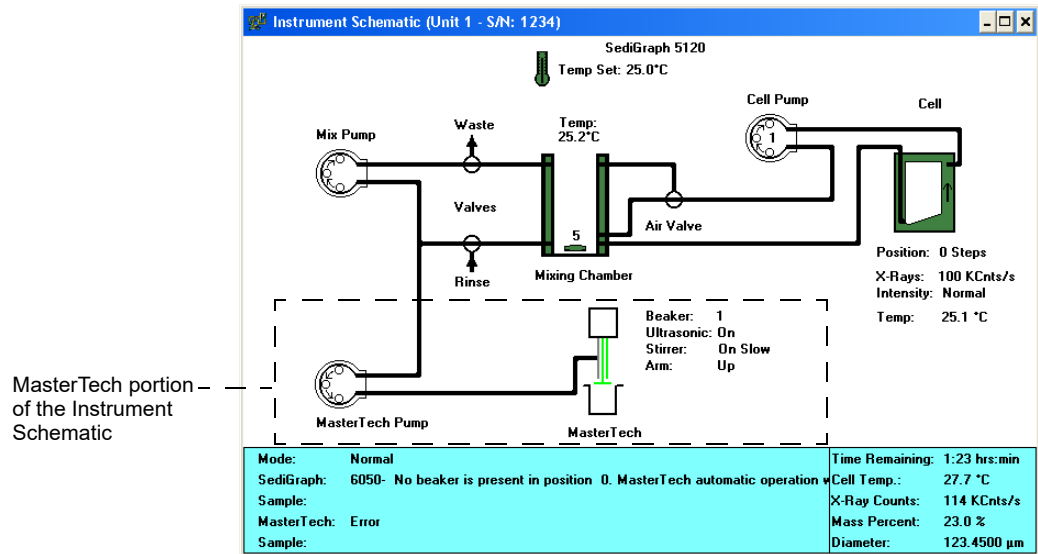 Instrument Schematic (Unit 1 - S/N: 1234)
SediGraph 5120
Temp Set: 25.0°C
Cell Pump
Cell
1
Mix Pump
Waste
Temp:
25.2°C
Valves
Air Valve
5
Rinse
Mixing Chamber
Position: 0 Steps
X-Rays: 100 KCnts/s
Intensity: Normal
Temp: 25.1 °C
Beaker: 1
Ultrasonic: On
Stirrer: On Slow
Arm: Up
MasterTech portion
of the Instrument
Schematic
MasterTech Pump
MasterTech
Mode: Normal
SediGraph: 6050- No beaker is present in position 0. MasterTech automatic operation
Sample:
MasterTech: Error
Sample:
Time Remaining: 1:23 hrs:min
Cell Temp.: 27.7 °C
X-Ray Counts: 114 KCnts/s
Mass Percent: 23.0 %
Diameter: 123.4500 µm